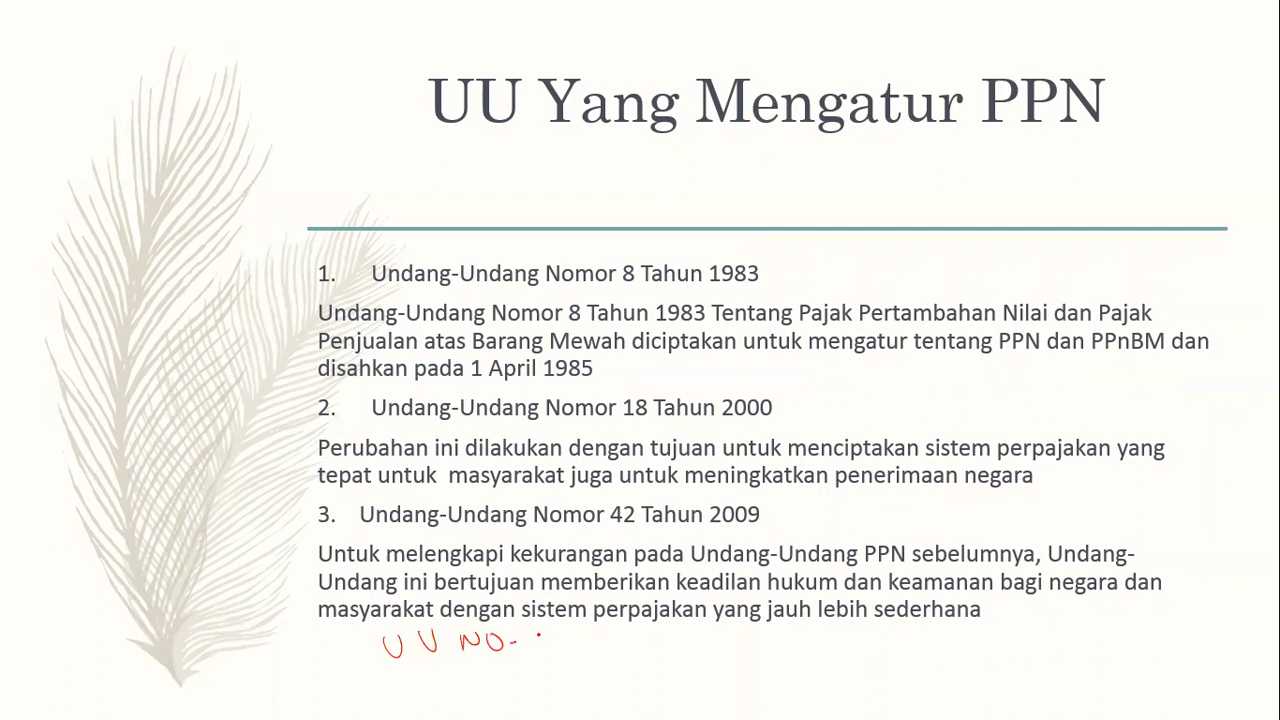 UU Yang Mengatur PPN
1. Undang-Undang Nomor 8 Tahun 1983
Undang-Undang Nomor 8 Tahun 1983 Tentang Pajak Pertambahan Nilai dan Pajak
Penjualan atas Barang Mewah diciptakan untuk mengatur tentang PPN dan PPnBM dan
disahkan pada 1 April 1985
2. Undang-Undang Nomor 18 Tahun 2000
Perubahan ini dilakukan dengan tujuan untuk menciptakan sistem perpajakan yang
tepat untuk  masyarakat juga untuk meningkatkan penerimaan negara
3. Undang-Undang Nomor 42 Tahun 2009
Untuk melengkapi kekurangan pada Undang-Undang PPN sebelumnya, Undang-
Undang ini bertujuan memberikan keadilan hukum dan keamanan bagi negara dan
masyarakat dengan sistem perpajakan yang jauh lebih sederhana
UU NO-